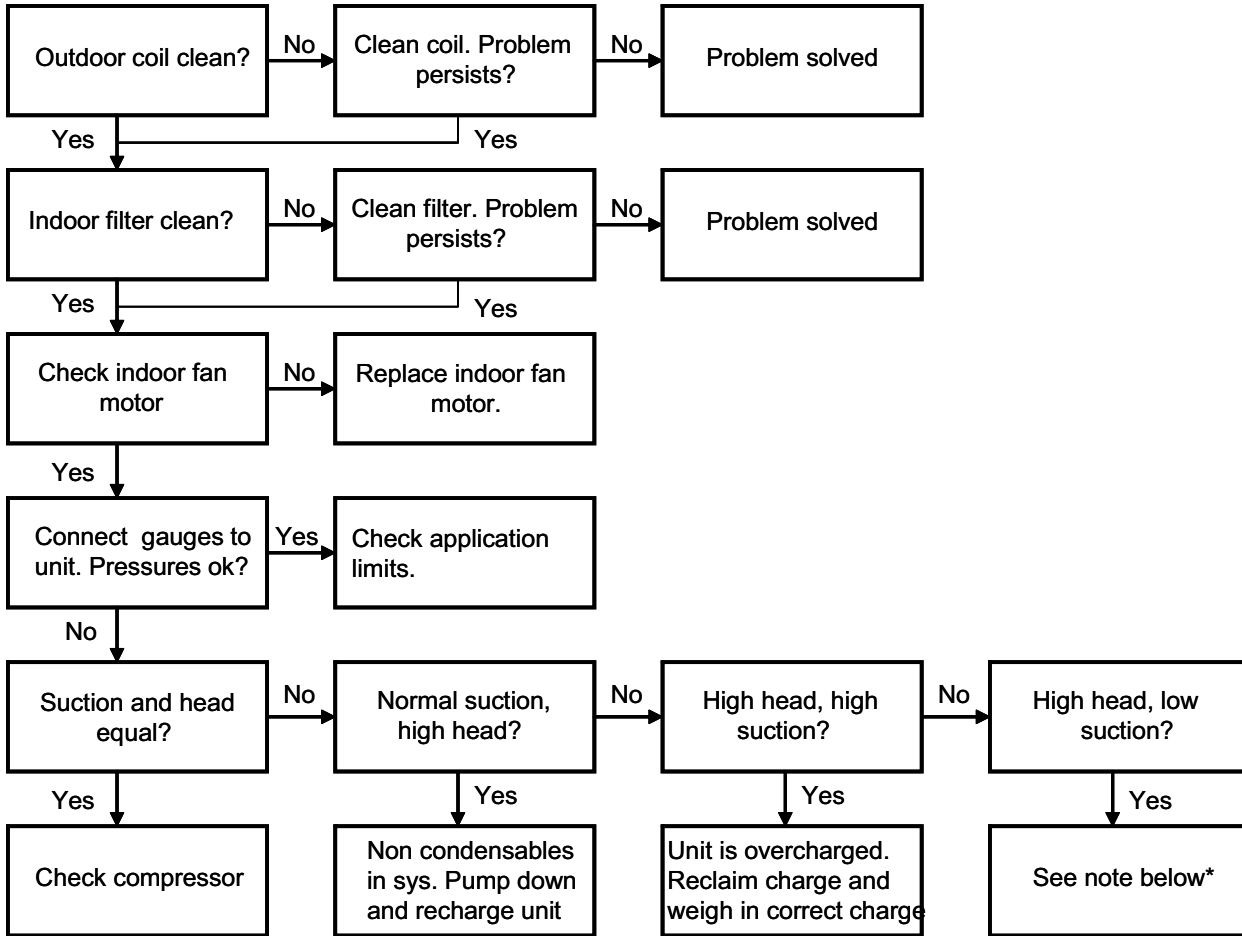 Outdoor coil clean?
No
Clean coil. Problem
persists?
No
Problem solved
Yes
Yes
Indoor filter clean?
No
Clean filter. Problem
persists?
No
Problem solved
Yes
Yes
Check indoor fan
motor
No
Replace indoor fan
motor.
Yes
Connect gauges to
unit. Pressures ok?
Yes
Check application
limits.
No
Suction and head
equal?
No
Normal suction,
high head?
No
High head, high
suction?
No
High head, low
suction?
Yes
Yes
Yes
Yes
Check compressor
Non condensables
in sys. Pump down
and recharge unit
Unit is overcharged.
Reclaim charge and
weigh in correct charge
See note below*